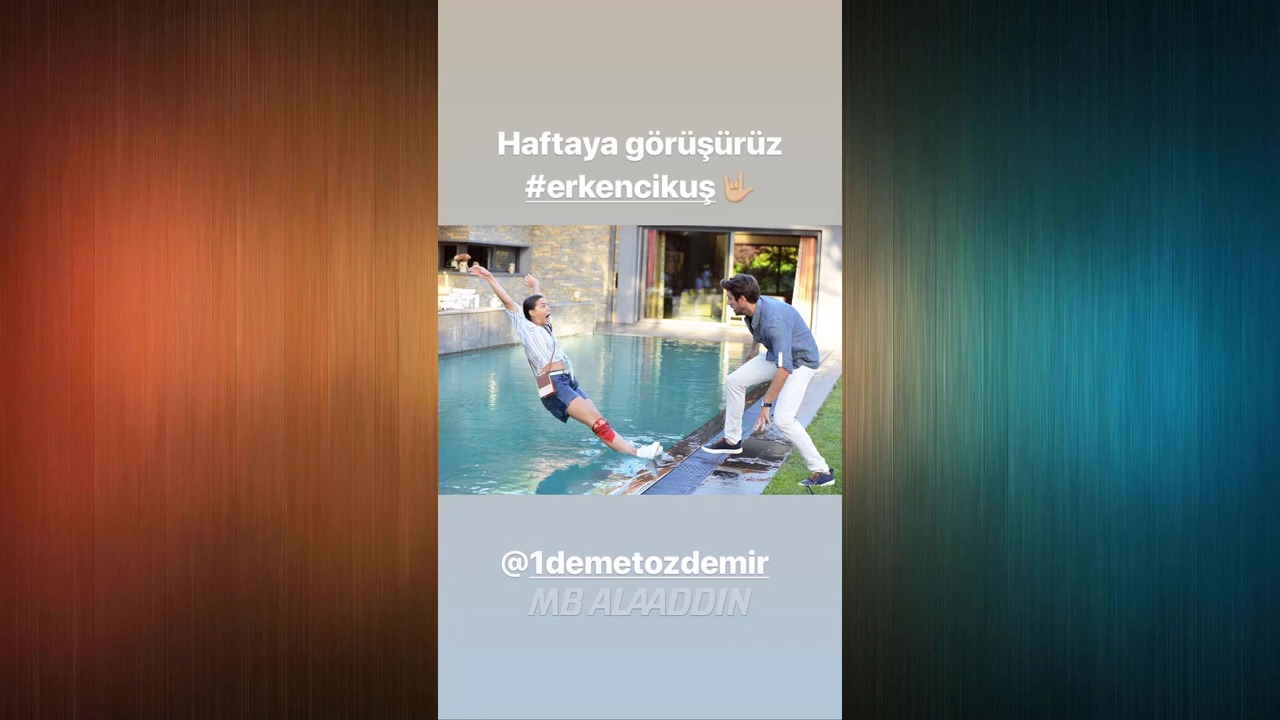 Haftaya görüşürüz
#erkencikuş🤟🏼
@1demetozdemir
MB ALAADDIN